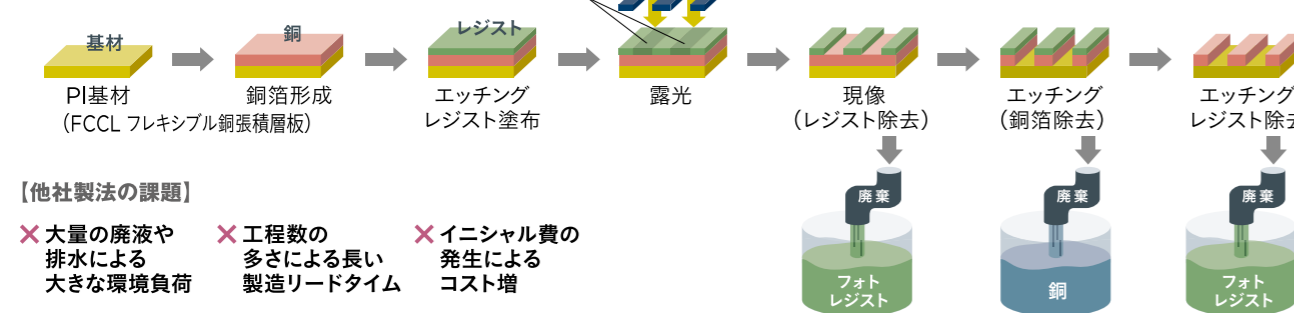 基材
銅
レジスト
PI基材
銅箔形成
(FCCL フレキシブル銅張積層板)
エッチング
レジスト塗布
露光
現像
(レジスト除去)
エッチング
(銅箔除去)
エッチング
レジスト除去
【他社製法の課題】
× 大量の廃液や
排水による
大きな環境負荷
× 工程数の
多さによる長い
製造リードタイム
× イニシャル費の
発生による
コスト増
廃棄
フォト
レジスト
廃棄
銅
廃棄
フォト
レジスト